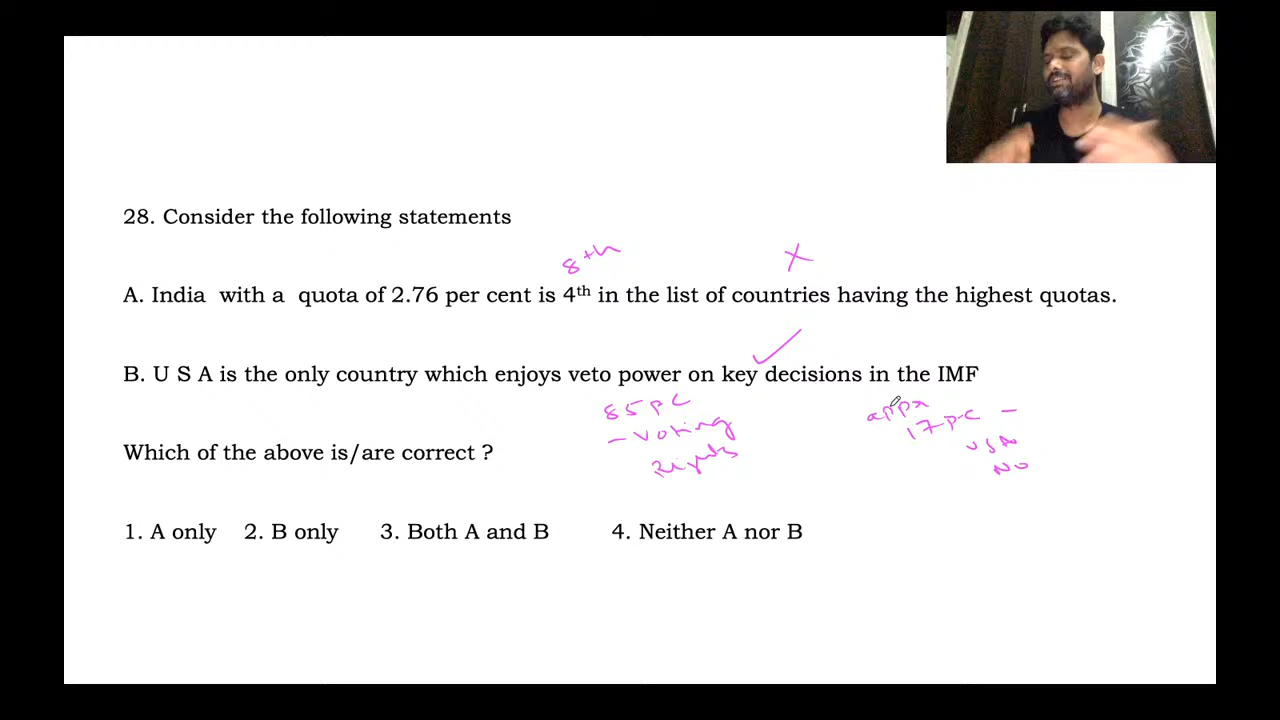 28. Consider the following statements
8th X
A. India with a quota of 2.76 per cent is 4th in the list of countries having the highest quotas.
B. U S A is the only country which enjoys veto power on key decisions in the IMF
85 pc
appx
- Voting
17 p.c -
Which of the above is/are correct ?
Rights
USA
No
1. A only 2. B only 3. Both A and B 4. Neither A nor B